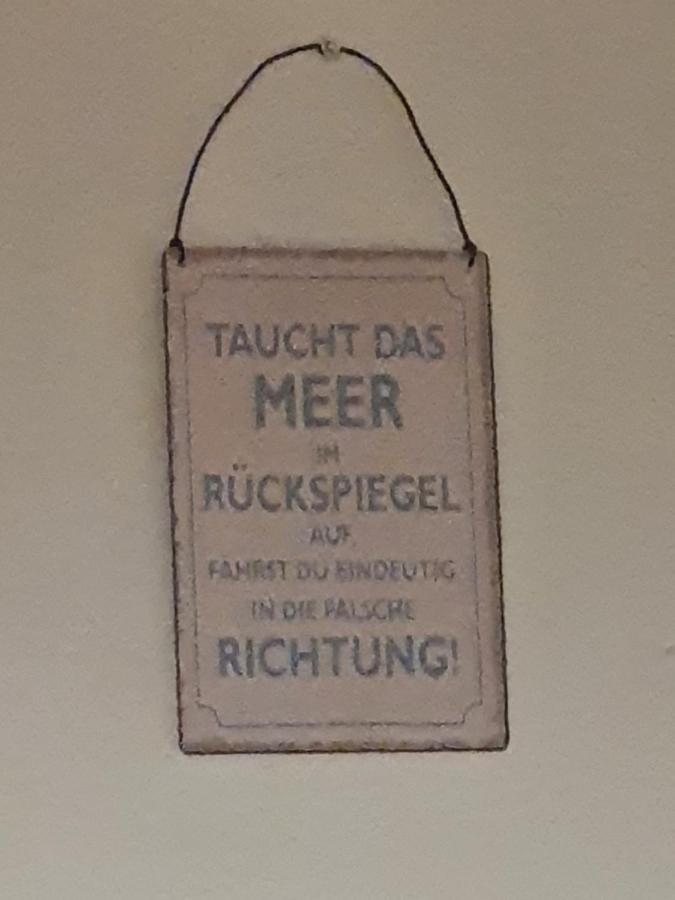 TAUCHT DAS
MEER
IM
RÜCKSPIEGEL
AUF,
FÄHRST DU EINDEUTIG
IN DIE FALSCHE
RICHTUNG!